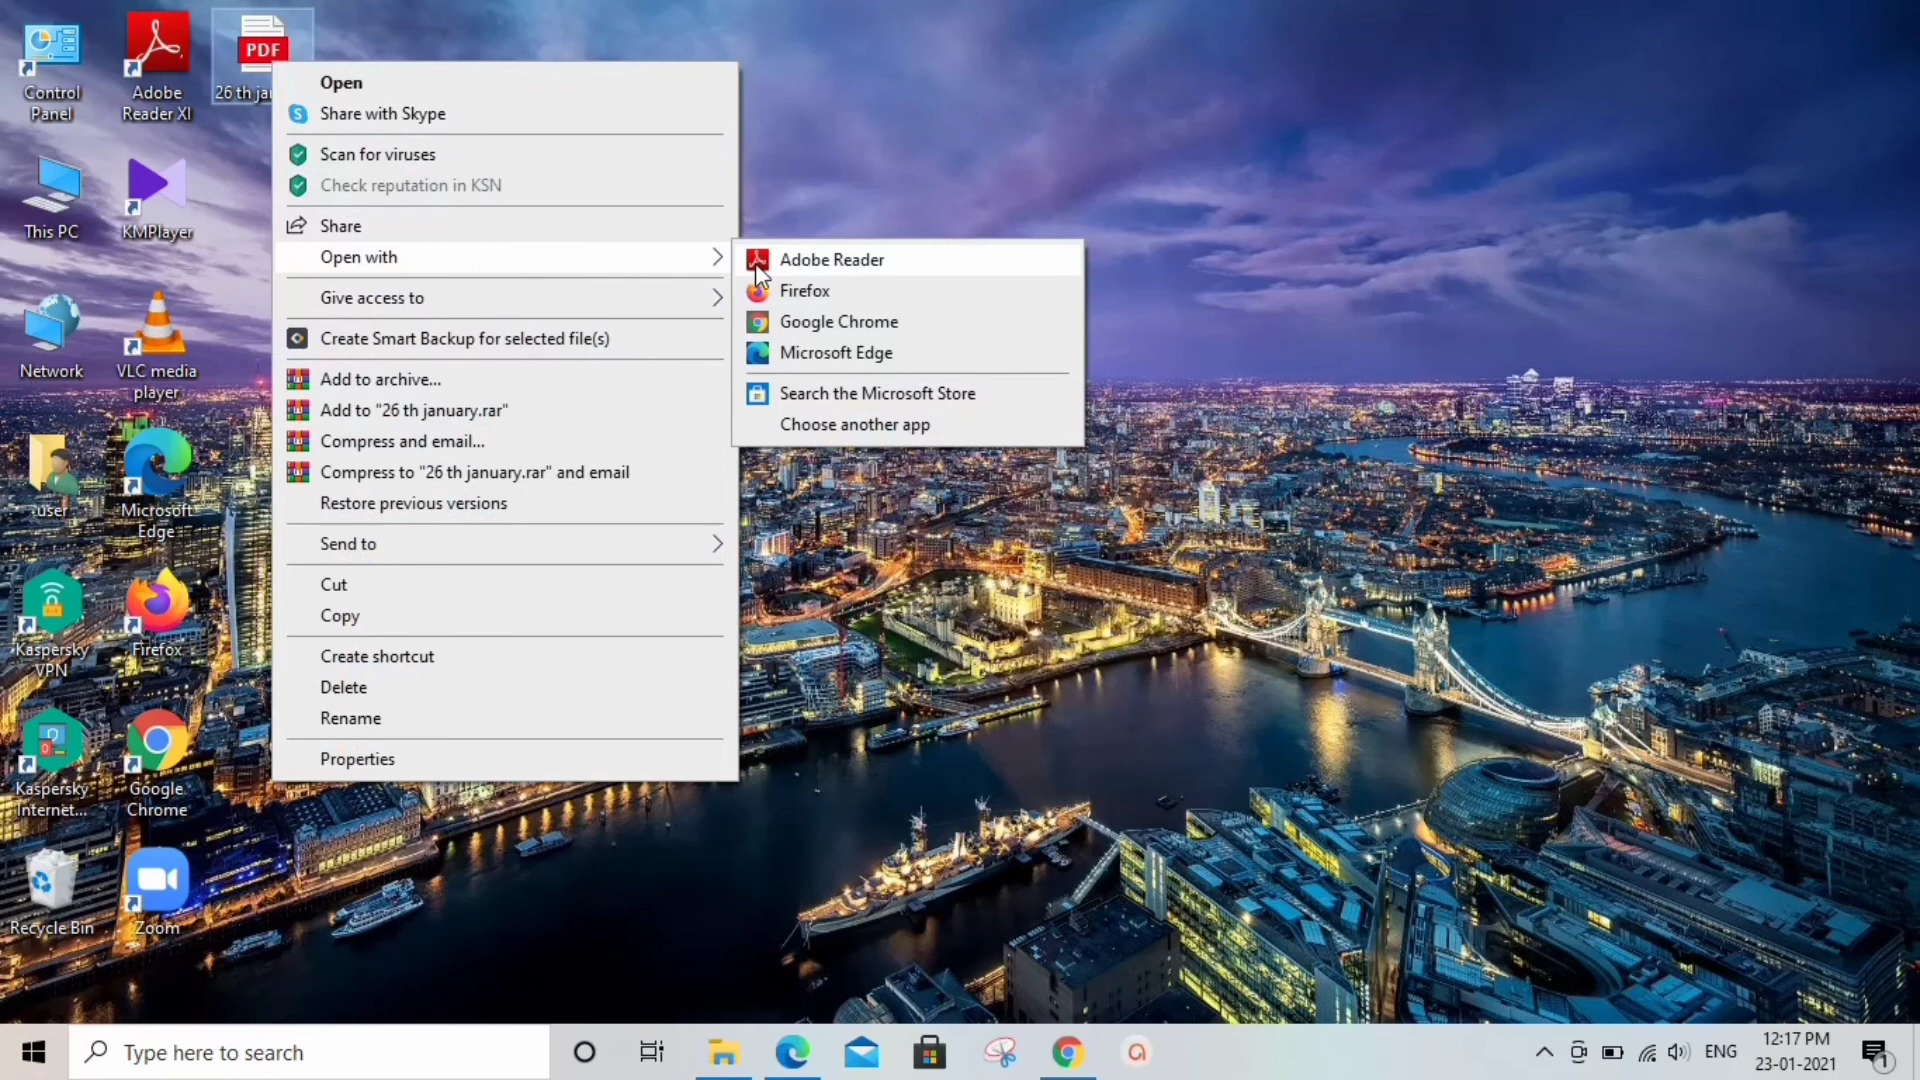 Control
Panel
Adobe
Reader XI
PDF
26 th
This PC
KMPlayer
Network
VLC media
player
user
Microsoft
Edge
Kaspersky
VPN
Firefox
Kaspersky
Internet...
Google
Chrome
Recycle Bin
Zoom
Open
Share with Skype
Scan for viruses
Check reputation in KSN
Share
Open with
Give access to
Create Smart Backup for selected file(s)
Add to archive...
Add to "26 th january.rar"
Compress and email...
Compress to "26 th january.rar" and email
Restore previous versions
Send to
Cut
Copy
Create shortcut
Delete
Rename
Properties
Adobe Reader
Firefox
Google Chrome
Microsoft Edge
Search the Microsoft Store
Choose another app
Type here to search
ENG
12:17 PM
23-01-2021
1